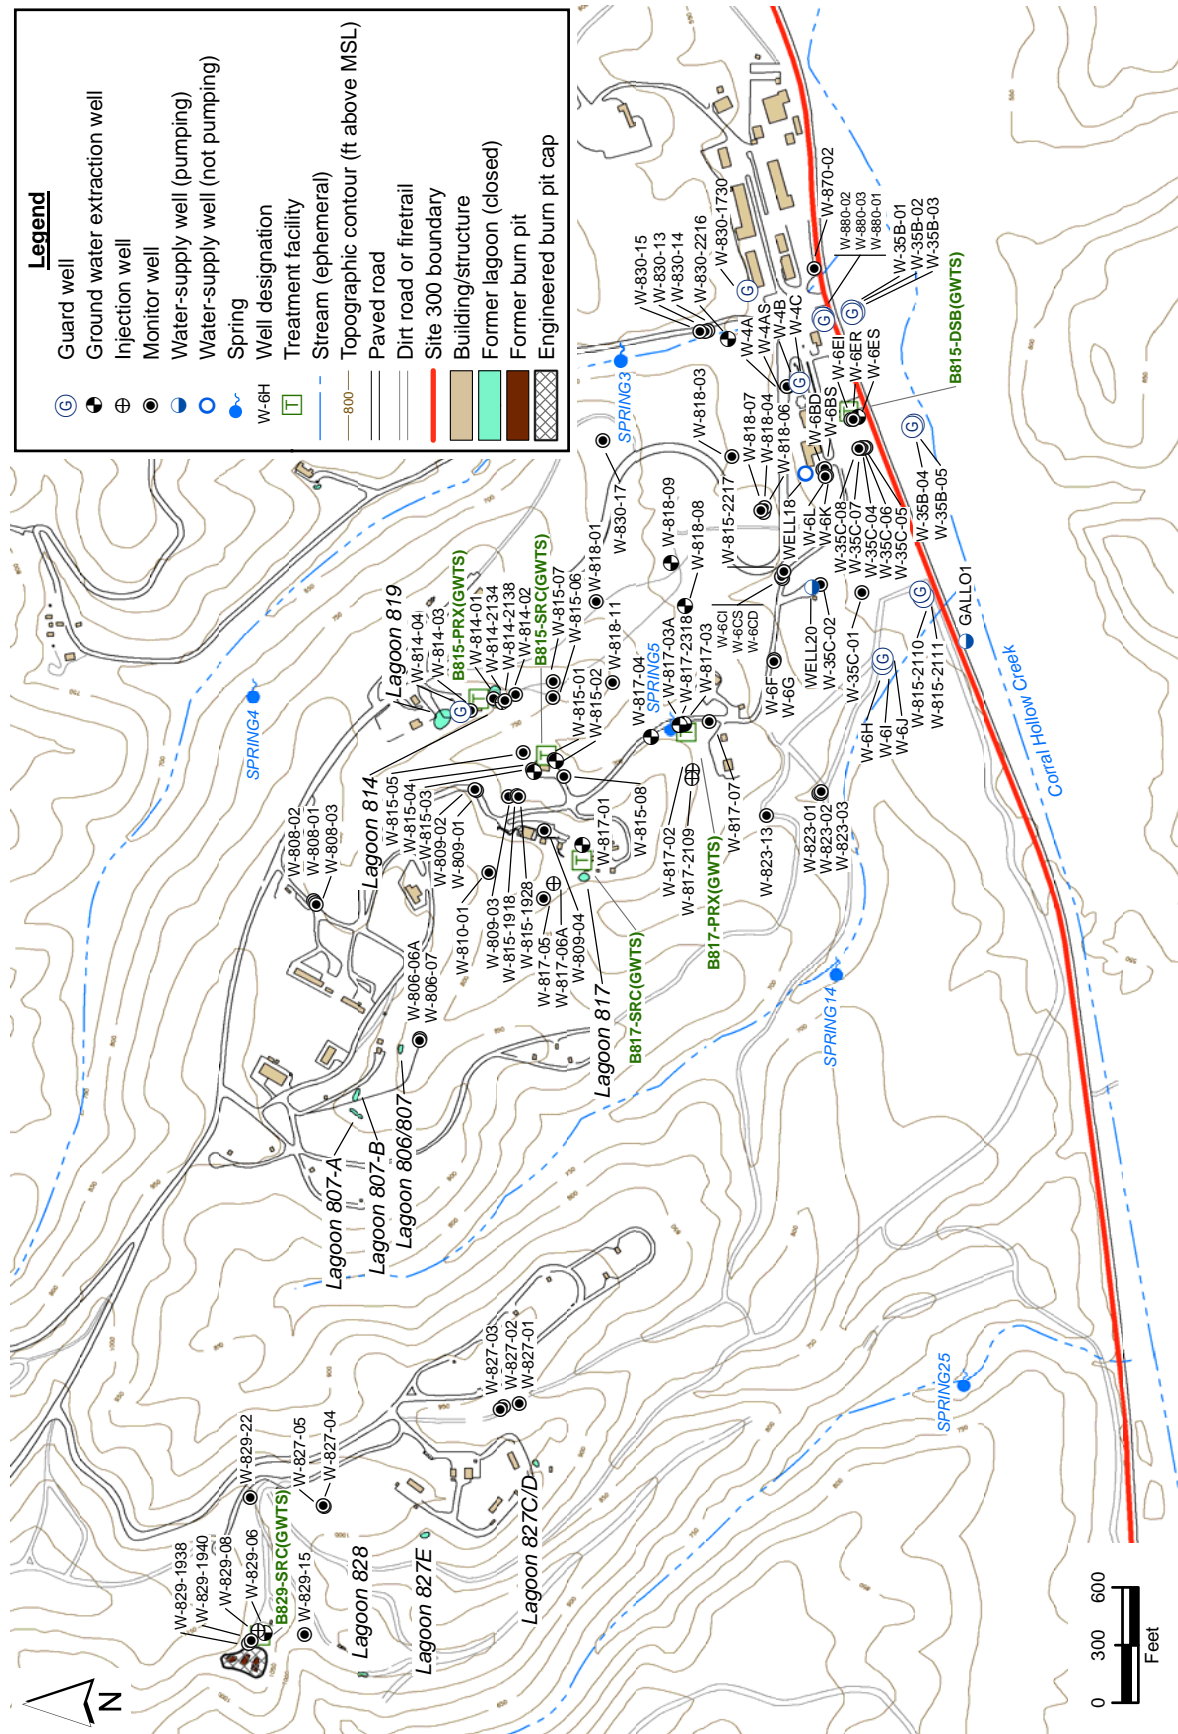 Legend
Guard well
Ground water extraction well
Injection well
Monitor well
Water-supply well (pumping)
Water-supply well (not pumping)
Spring
W-6H
Well designation
Treatment facility
Stream (ephemeral)
800
Topographic contour (ft above MSL)
Paved road
Dirt road or firetrail
Site 300 boundary
Building/structure
Former lagoon (closed)
Former burn pit
Engineered burn pit cap
G
T
N
W-829-1938
W-829-1940
W-829-08
W-829-06
B829-SRC(GWTS)
W-829-15
W-829-22
W-827-05
W-827-04
Lagoon 828
Lagoon 827E
Lagoon 827C/D
W-827-03
W-827-02
W-827-01
Lagoon 807-A
Lagoon 807-B
Lagoon 806/807
W-806-06A
W-806-07
W-808-02
W-808-01
W-808-03
SPRING4
Lagoon 814
Lagoon 819
W-814-04
W-814-03
B815-PRX(GWTS)
W-814-01
W-814-2134
W-814-2138
W-814-02
B815-SRC(GWTS)
W-815-07
W-815-06
W-818-01
W-818-11
W-815-05
W-815-04
W-815-03
W-809-02
W-809-01
W-810-01
W-809-03
W-815-1918
W-815-1928
W-817-05
W-817-06A
W-809-04
W-815-01
W-815-02
W-817-01
W-815-08
Lagoon 817
B817-SRC(GWTS)
W-817-04
SPRING5
W-817-03A
W-817-2318
W-817-03
W-817-02
W-817-2109
B817-PRX(GWTS)
W-817-07
W-823-13
W-823-01
W-823-02
W-823-03
SPRING14
SPRING25
SPRING3
W-830-17
W-830-15
W-830-13
W-830-14
W-830-2216
W-830-1730
W-818-03
W-818-07
W-818-04
W-818-06
W-818-09
W-818-08
W-815-2217
WELL18
W-6CI
W-6CS
W-6CD
W-6F
W-6G
WELL20
W-35C-02
W-35C-01
W-6H
W-6I
W-6J
W-815-2110
W-815-2111
GALLO1
Corral Hollow Creek
W-4A
W-4AS
W-4B
W-4C
W-6BD
W-6BS
W-6EI
W-6ER
W-6ES
W-6L
W-6K
W-35C-08
W-35C-07
W-35C-04
W-35C-06
W-35C-05
W-35B-04
W-35B-05
W-870-02
W-880-02
W-880-03
W-880-01
W-35B-01
W-35B-02
W-35B-03
B815-DSB(GWTS)
0
300
600
Feet